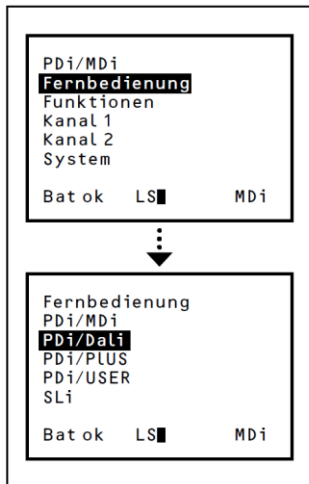 PDi/MDi
Fernbedienung
Funktionen
Kanal 1
Kanal 2
System
Bat ok LS█ MDi
Fernbedienung
PDi/MDi
PDi/Dali
PDi/PlUS
PDi/USER
SLi
Bat ok LS█ MDi